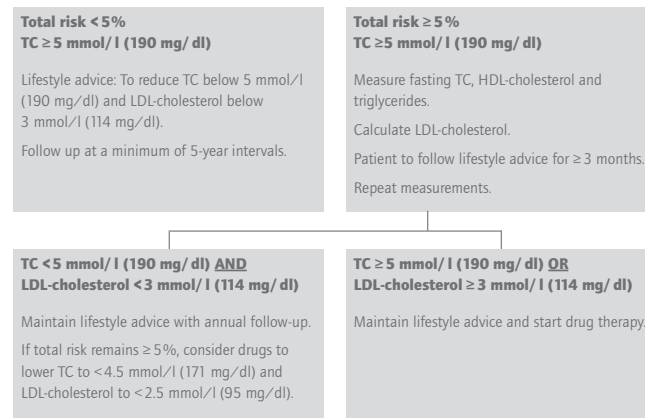 Total risk < 5%
TC ≥ 5 mmol/l (190 mg/dl)
Lifestyle advice: To reduce TC below 5 mmol/l
(190 mg/dl) and LDL-cholesterol below
3 mmol/l (114 mg/dl).
Follow up at a minimum of 5-year intervals.
Total risk ≥ 5%
TC ≥5 mmol/l (190 mg/dl)
Measure fasting TC, HDL-cholesterol and
triglycerides.
Calculate LDL-cholesterol.
Patient to follow lifestyle advice for ≥ 3 months.
Repeat measurements.
TC < 5 mmol/l (190 mg/dl) AND
LDL-cholesterol < 3 mmol/l (114 mg/dl)
Maintain lifestyle advice with annual follow-up.
If total risk remains ≥ 5%, consider drugs to
lower TC to < 4.5 mmol/l (171 mg/dl) and
LDL-cholesterol to < 2.5 mmol/l (95 mg/dl).
TC ≥ 5 mmol/l (190 mg/dl) OR
LDL-cholesterol ≥ 3 mmol/l (114 mg/dl)
Maintain lifestyle advice and start drug therapy.